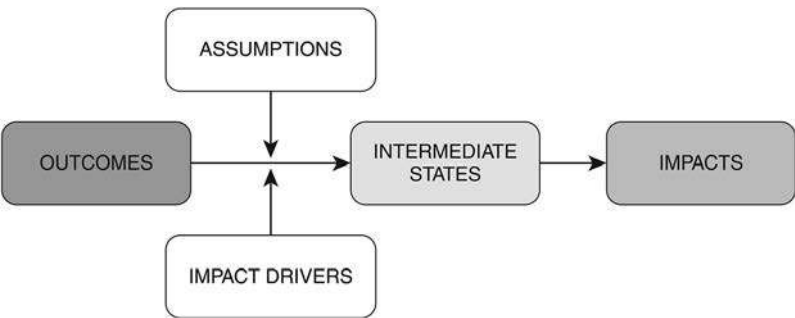 ASSUMPTIONS
OUTCOMES
INTERMEDIATE
STATES
IMPACTS
IMPACT DRIVERS